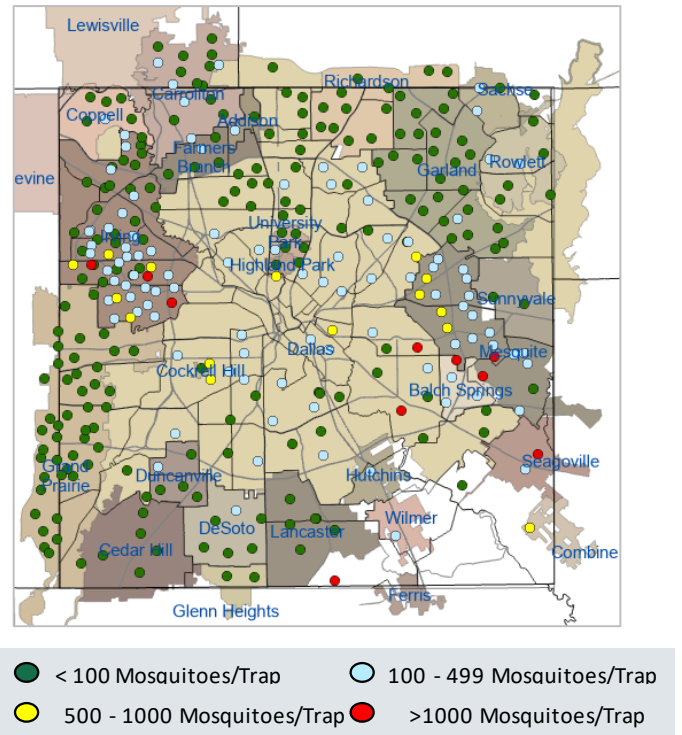 Lewisville
Richardson
Sachse
Carrollton
Coppell
Addison
Farmers
Branch
Garland
Rowlett
evine
University
Park
Irving
Highland Park
Sunnyvale
Dallas
Mesquite
Cockrell Hill
Balch Springs
Grand
Prairie
Duncanville
Hutchins
Seagoville
DeSoto
Lancaster
Wilmer
Cedar Hill
Combine
Ferris
Glenn Heights
< 100 Mosquitoes/Trap
100 - 499 Mosquitoes/Trap
500 - 1000 Mosquitoes/Trap
>1000 Mosquitoes/Trap